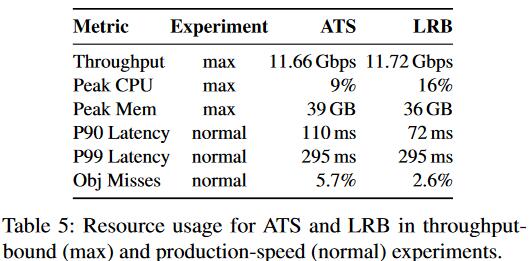 Metric Experiment ATS LRB
Throughput max 11.66 Gbps 11.72 Gbps
Peak CPU max 9% 16%
Peak Mem max 39 GB 36 GB
P90 Latency normal 110 ms 72 ms
P99 Latency normal 295 ms 295 ms
Obj Misses normal 5.7% 2.6%
Table 5: Resource usage for ATS and LRB in throughput-
bound (max) and production-speed (normal) experiments.